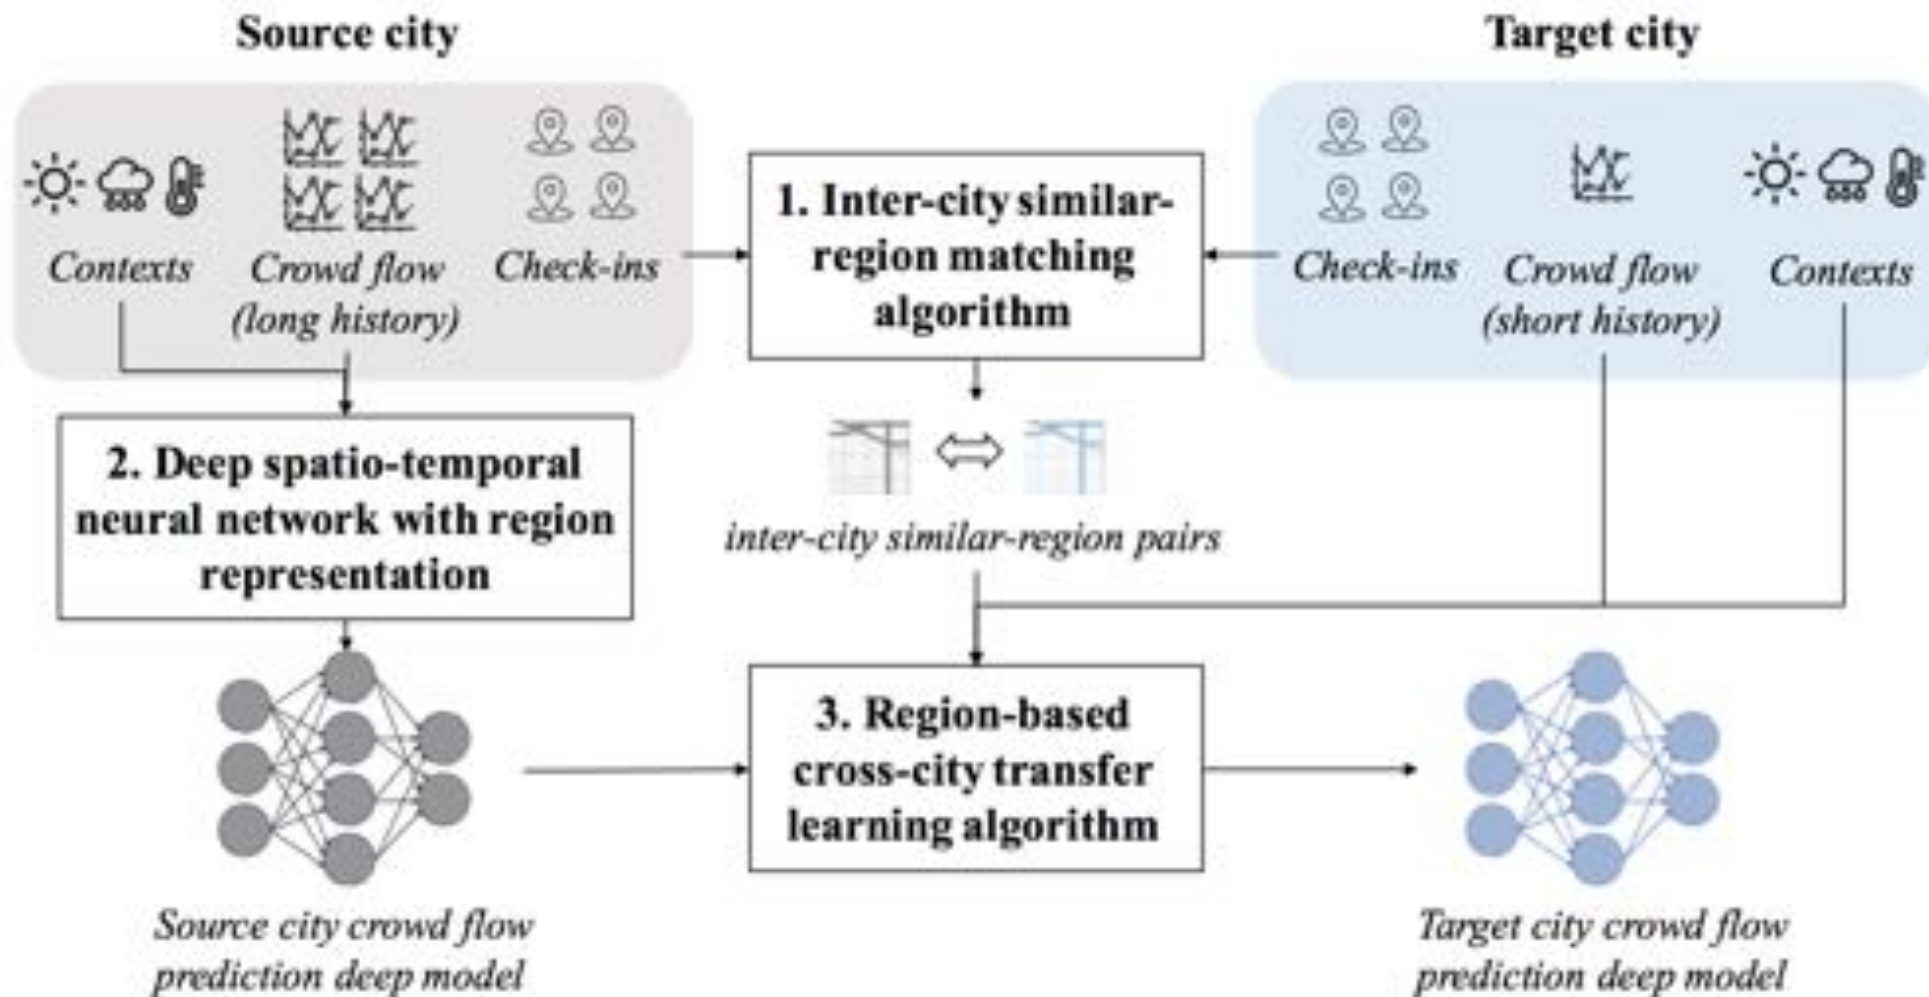 Source city
Target city
Contexts
Crowd flow
(long history)
Check-ins
1. Inter-city similar-
region matching
algorithm
Check-ins
Crowd flow
(short history)
Contexts
2. Deep spatio-temporal
neural network with region
representation
inter-city similar-region pairs
3. Region-based
cross-city transfer
learning algorithm
Source city crowd flow
prediction deep model
Target city crowd flow
prediction deep model